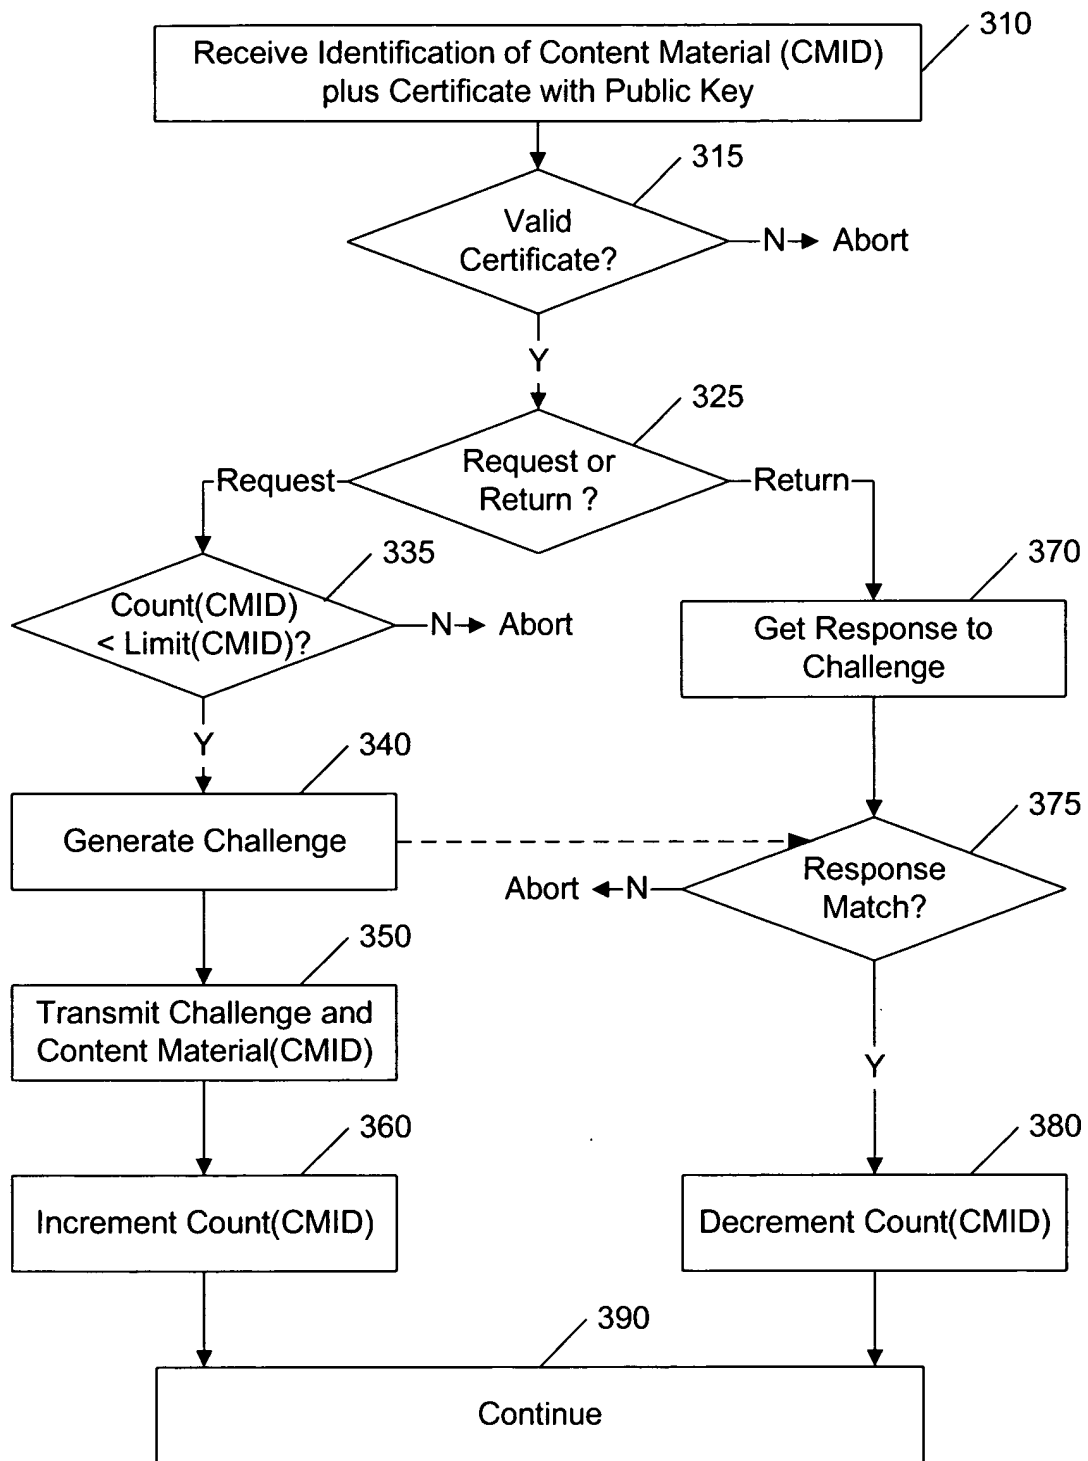 310
Receive Identification of Content Material (CMID)
plus Certificate with Public Key
315
Valid
Certificate?
N
Abort
Y
325
Request or
Return ?
Request
Return
335
Count(CMID)
< Limit(CMID)?
N
Abort
370
Get Response to
Challenge
Y
340
Generate Challenge
375
Response
Match?
Abort
N
350
Transmit Challenge and
Content Material(CMID)
Y
360
Increment Count(CMID)
380
Decrement Count(CMID)
390
Continue